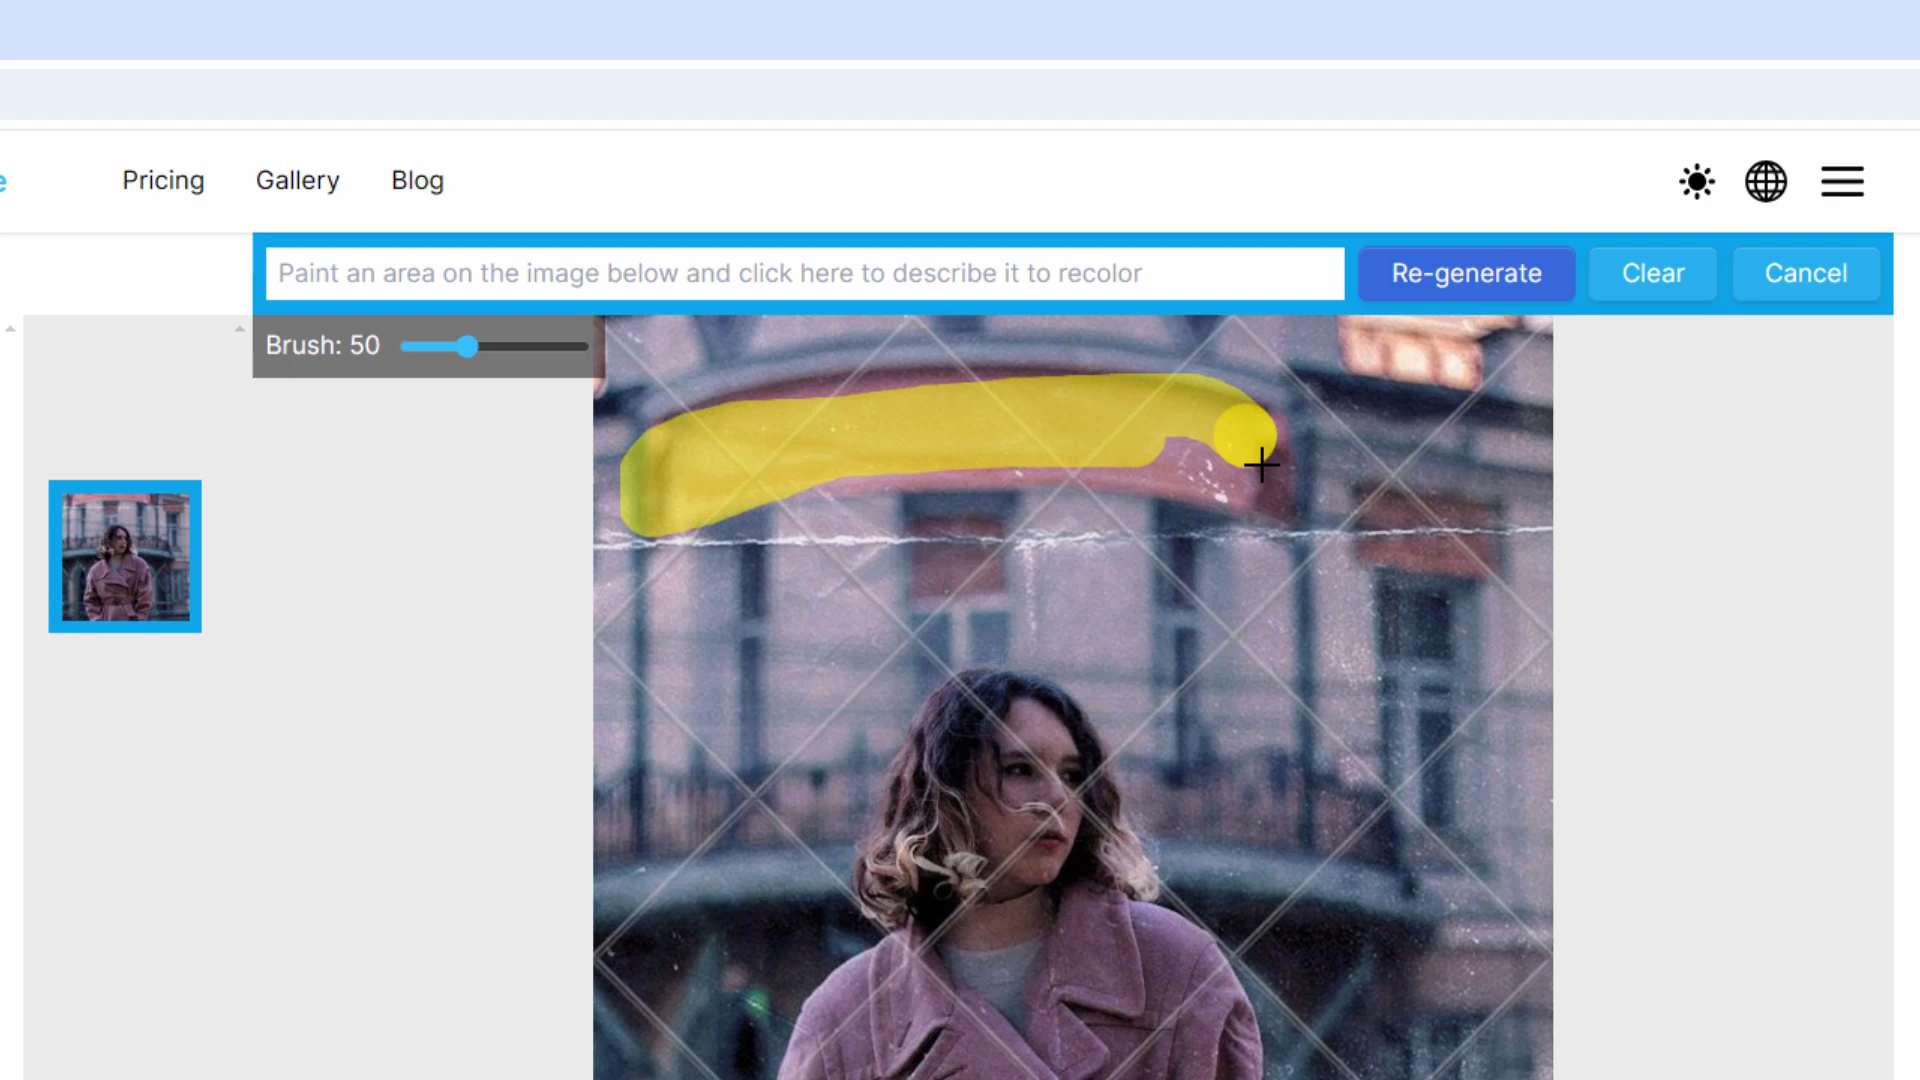 e Pricing Gallery Blog
Paint an area on the image below and click here to describe it to recolor Re-generate Clear Cancel
Brush: 50